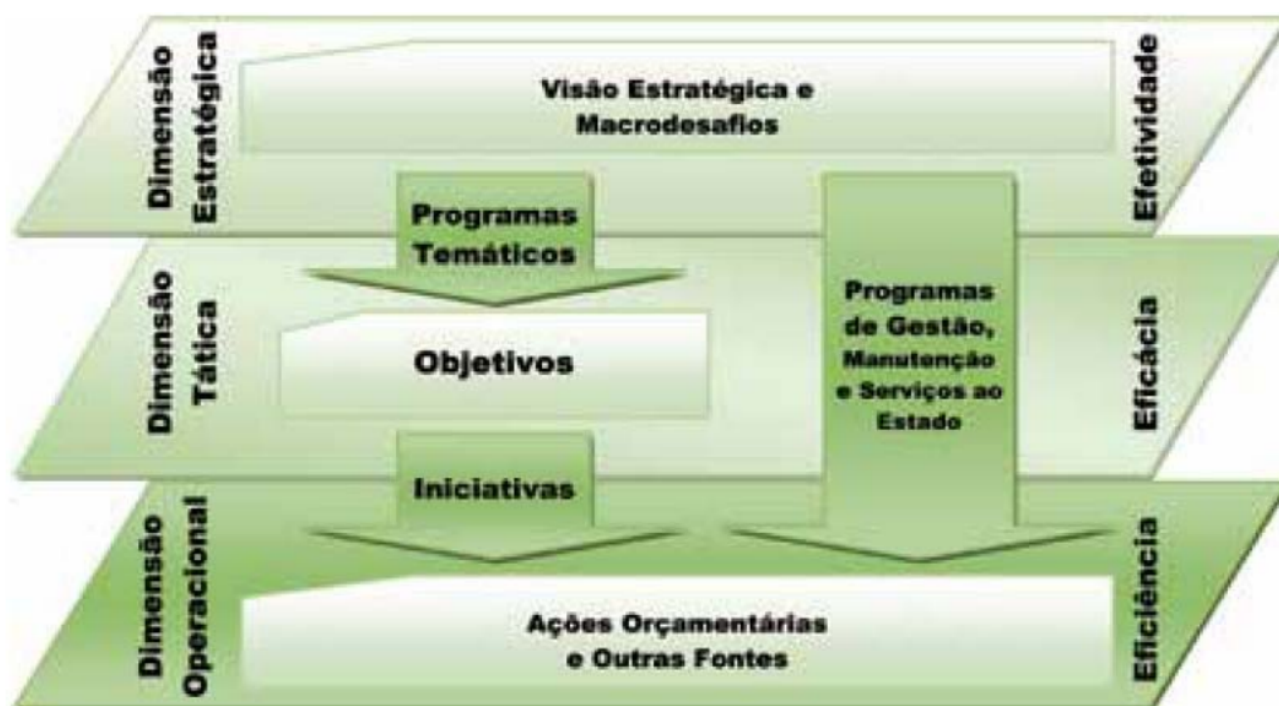 Dimensão
Estratégica
Visão Estratégica e
Macrodesafios
Efetividade
Programas
Temáticos
Dimensão
Tática
Objetivos
Programas
de Gestão,
Manutenção
e Serviços ao
Estado
Eficácia
Iniciativas
Dimensão
Operacional
Ações Orçamentárias
e Outras Fontes
Eficiência